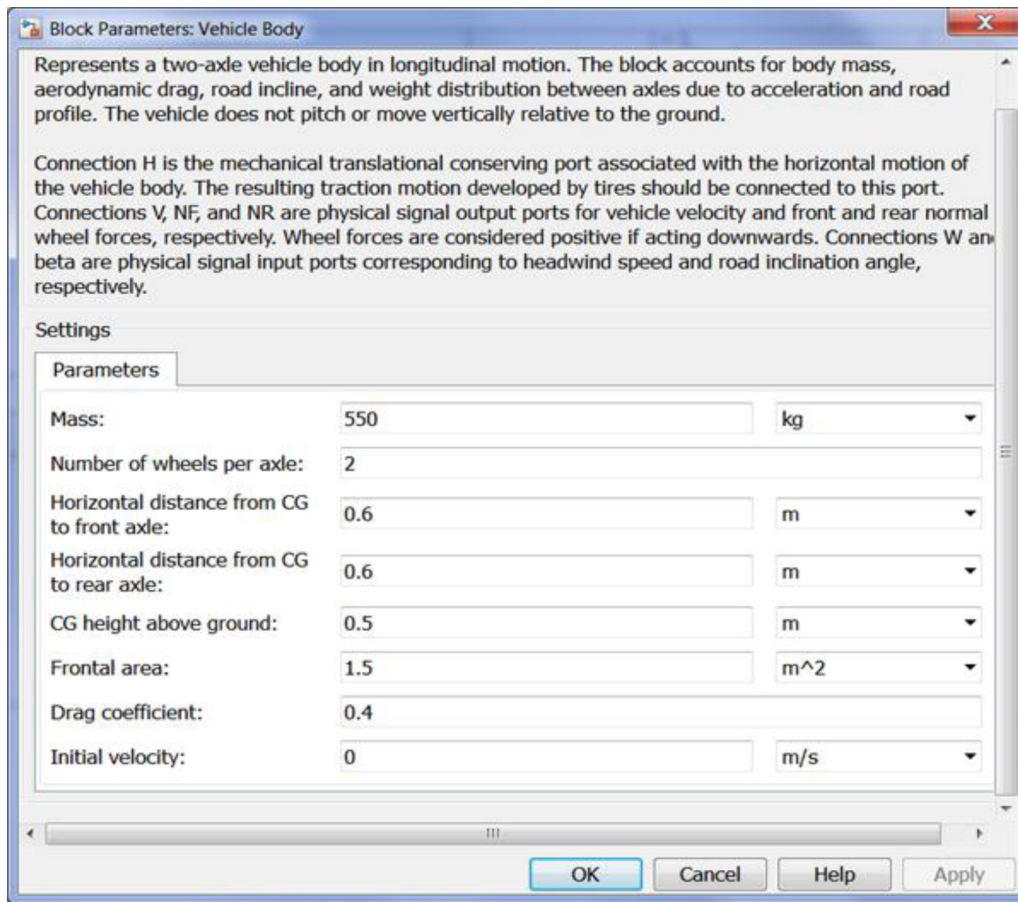 Block Parameters: Vehicle Body
X
Represents a two-axle vehicle body in longitudinal motion. The block accounts for body mass,
aerodynamic drag, road incline, and weight distribution between axles due to acceleration and road
profile. The vehicle does not pitch or move vertically relative to the ground.
Connection H is the mechanical translational conserving port associated with the horizontal motion of
the vehicle body. The resulting traction motion developed by tires should be connected to this port.
Connections V, NF, and NR are physical signal output ports for vehicle velocity and front and rear normal
wheel forces, respectively. Wheel forces are considered positive if acting downwards. Connections W an
beta are physical signal input ports corresponding to headwind speed and road inclination angle,
respectively.
Settings
Parameters
Mass: 550 kg
Number of wheels per axle: 2
Horizontal distance from CG
to front axle: 0.6 m
Horizontal distance from CG
to rear axle: 0.6 m
CG height above ground: 0.5 m
Frontal area: 1.5 m^2
Drag coefficient: 0.4
Initial velocity: 0 m/s
OK Cancel Help Apply